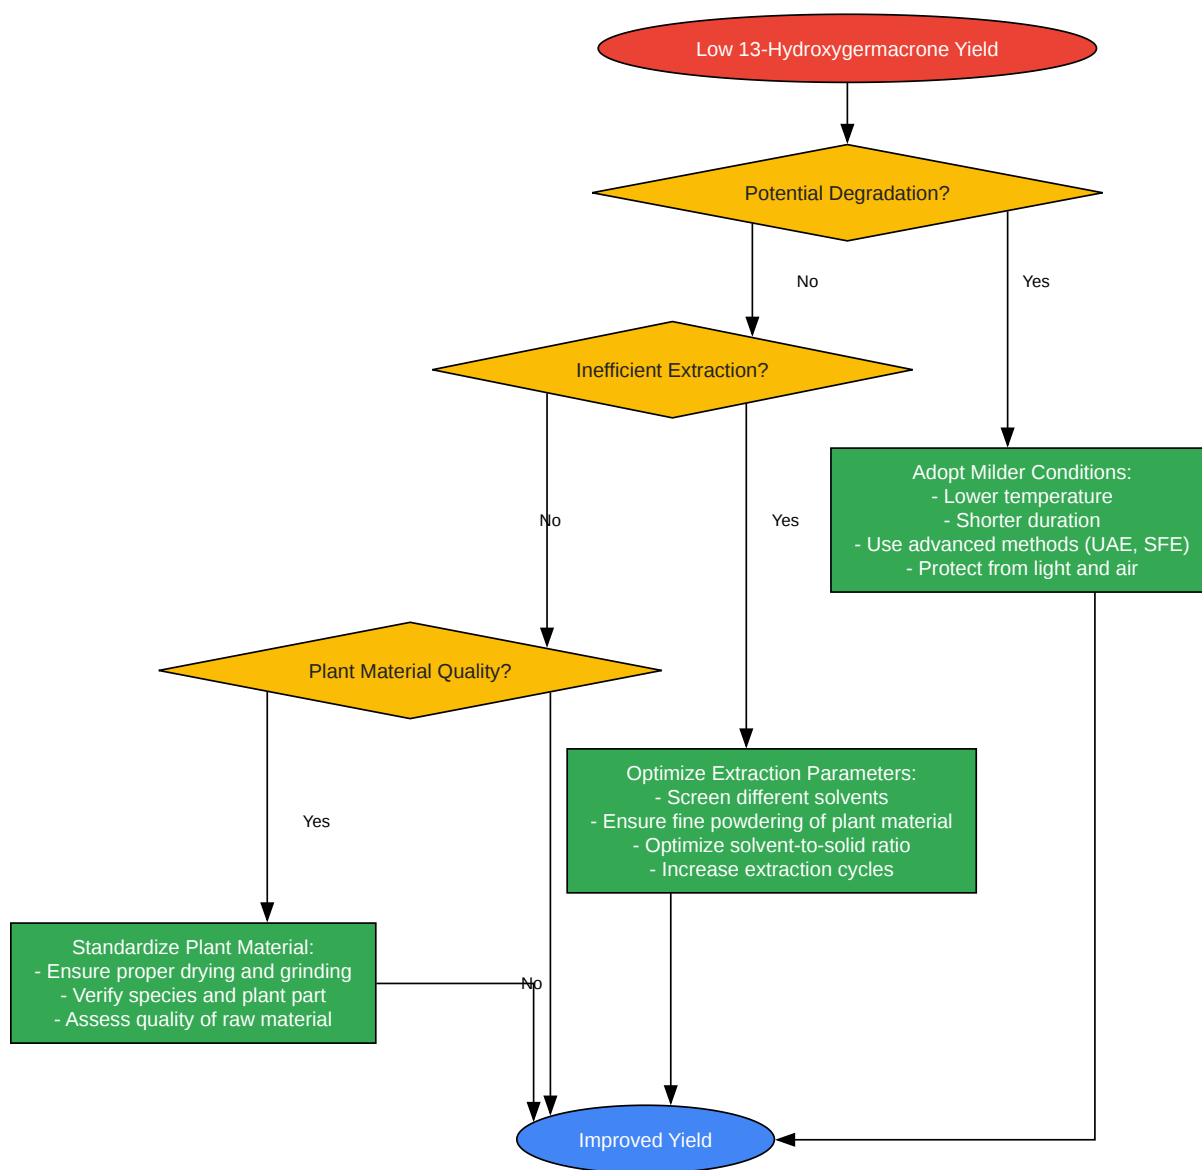 Low 13-Hydroxygermacrone Yield
Potential Degradation?
No
Yes
Inefficient Extraction?
Adopt Milder Conditions:
- Lower temperature
- Shorter duration
- Use advanced methods (UAE, SFE)
- Protect from light and air
No
Yes
Plant Material Quality?
Optimize Extraction Parameters:
- Screen different solvents
- Ensure fine powdering of plant material
- Optimize solvent-to-solid ratio
- Increase extraction cycles
Yes
Standardize Plant Material:
- Ensure proper drying and grinding
- Verify species and plant part
- Assess quality of raw material
No
Improved Yield